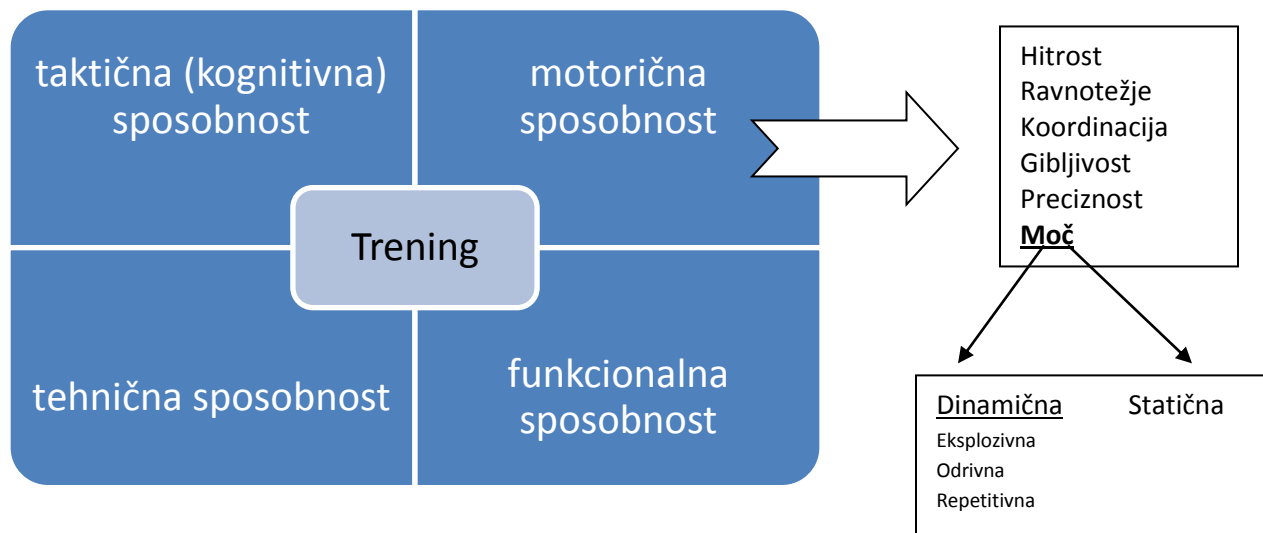 taktična (kognitivna)
sposobnost
motorična
sposobnost
Trening
tehnična sposobnost
funkcionalna
sposobnost
Hitrost
Ravnotežje
Koordinacija
Gibljivost
Preciznost
Moč
Dinamična
Statična
Eksplozivna
Odrivna
Repetitivna